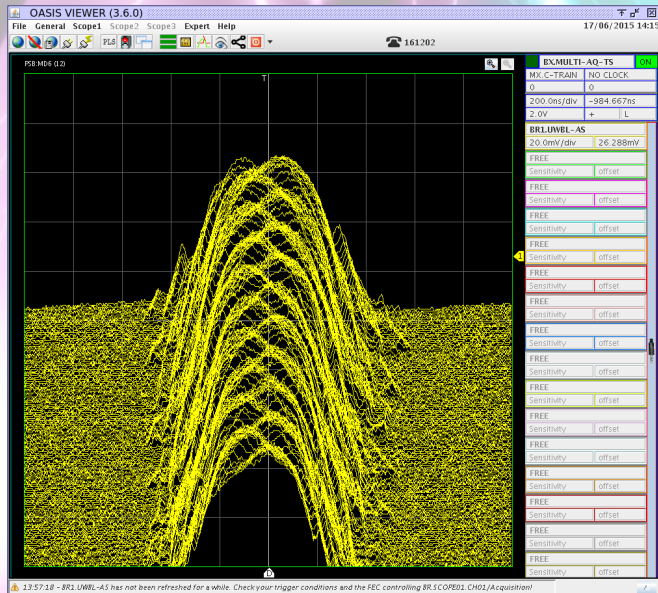 OASIS VIEWER (3.6.0)
File General Scope1 Scope2 Scope3 Expert Help
17/06/2015 14:15
PLS
161202
PSB:MD6 (12)
T
BX.MULTI-AQ-TS ON
MX.C-TRAIN NO CLOCK
0 0
200.0ns/div -984.667ns
2.0V + L
BR1.UWBL-AS
20.0mV/div 26.288mV
FREE
Sensitivity offset
FREE
Sensitivity offset
FREE
Sensitivity offset
FREE
Sensitivity offset
1
FREE
Sensitivity offset
FREE
Sensitivity offset
FREE
Sensitivity offset
FREE
Sensitivity offset
FREE
Sensitivity offset
FREE
Sensitivity offset
FREE
Sensitivity offset
FREE
Sensitivity offset
FREE
Sensitivity offset
FREE
Sensitivity offset
FREE
Sensitivity offset
D
13:57:18 - BR1.UWBL-AS has not been refreshed for a while. Check your trigger conditions and the FEC controlling BR.SCOPE01.CH01/Acquisition!